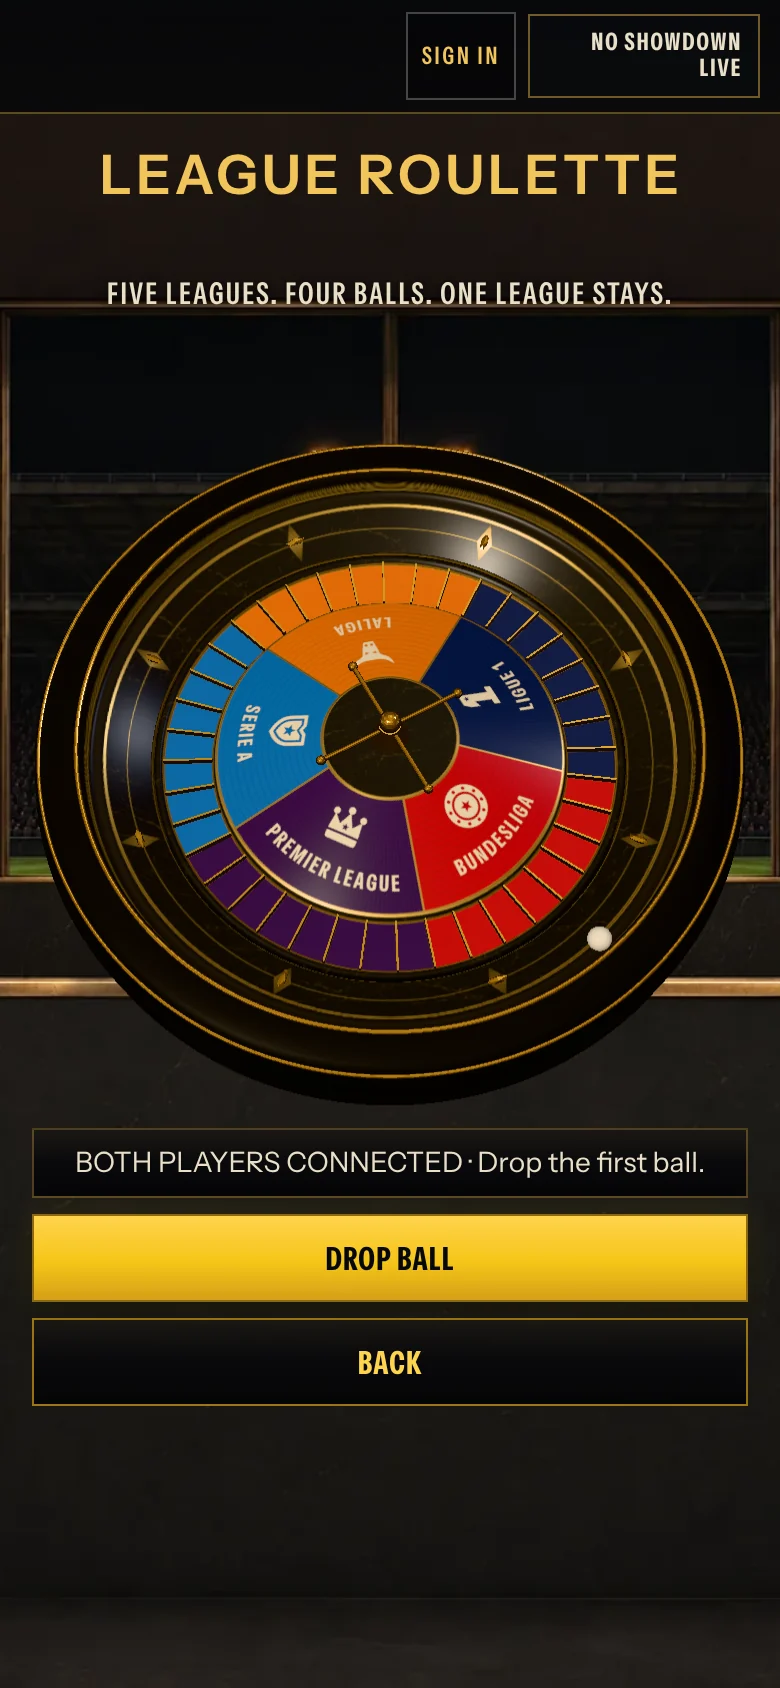 SIGN IN
NO SHOWDOWN
LIVE
LEAGUE ROULETTE
FIVE LEAGUES. FOUR BALLS. ONE LEAGUE STAYS.
LALIGA
LIGUE 1
SERIE A
PREMIER LEAGUE
BUNDESLIGA
BOTH PLAYERS CONNECTED · Drop the first ball.
DROP BALL
BACK